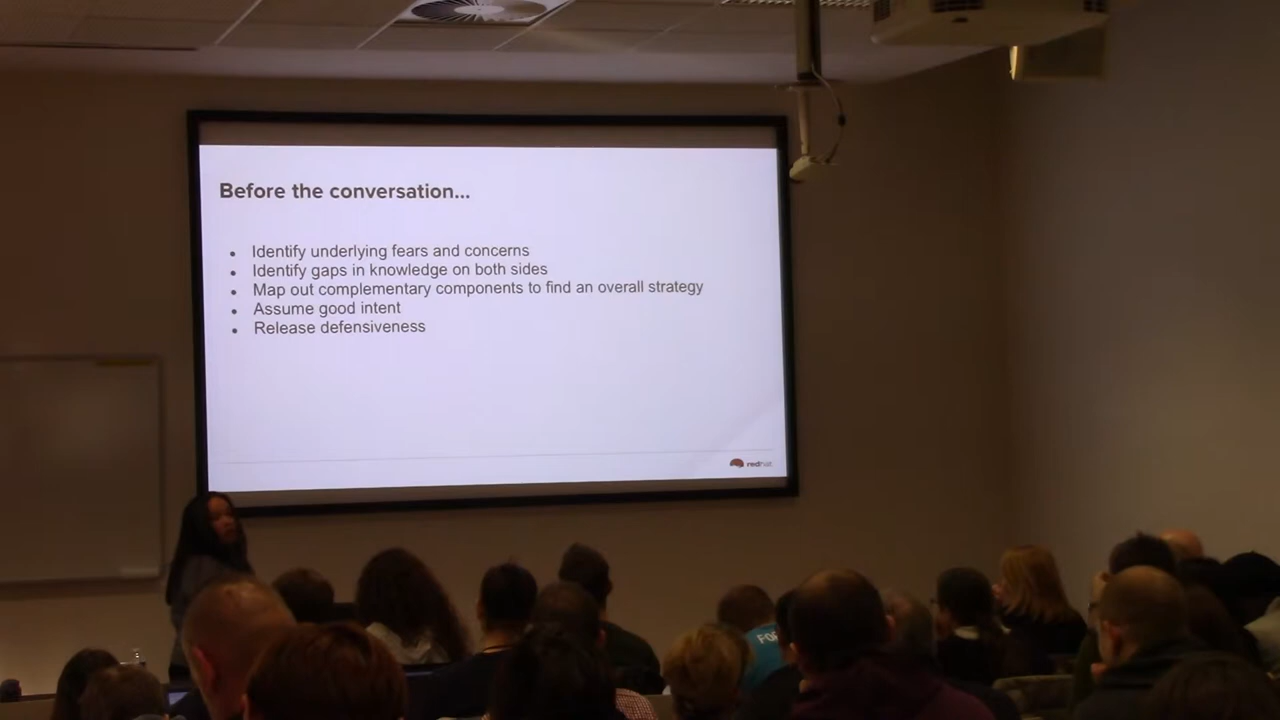 Before the conversation...
• Identify underlying fears and concerns
• Identify gaps in knowledge on both sides
• Map out complementary components to find an overall strategy
• Assume good intent
• Release defensiveness
redhat